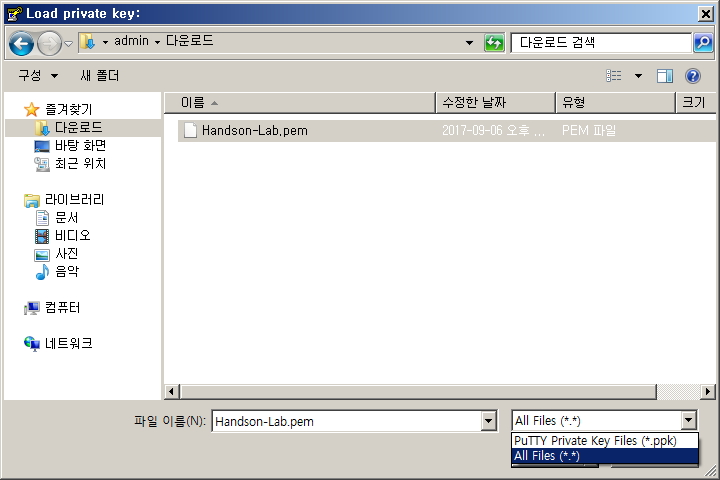 Load private key:
admin 다운로드
다운로드 검색
구성 새 폴더
이름 수정한 날짜 유형 크기
즐겨찾기
다운로드
바탕 화면
최근 위치
라이브러리
문서
비디오
사진
음악
컴퓨터
네트워크
Handson-Lab.pem 2017-09-06 오후 ... PEM 파일
파일 이름(N): Handson-Lab.pem All Files (*.*)
PuTTY Private Key Files (*.ppk)
All Files (*.*)